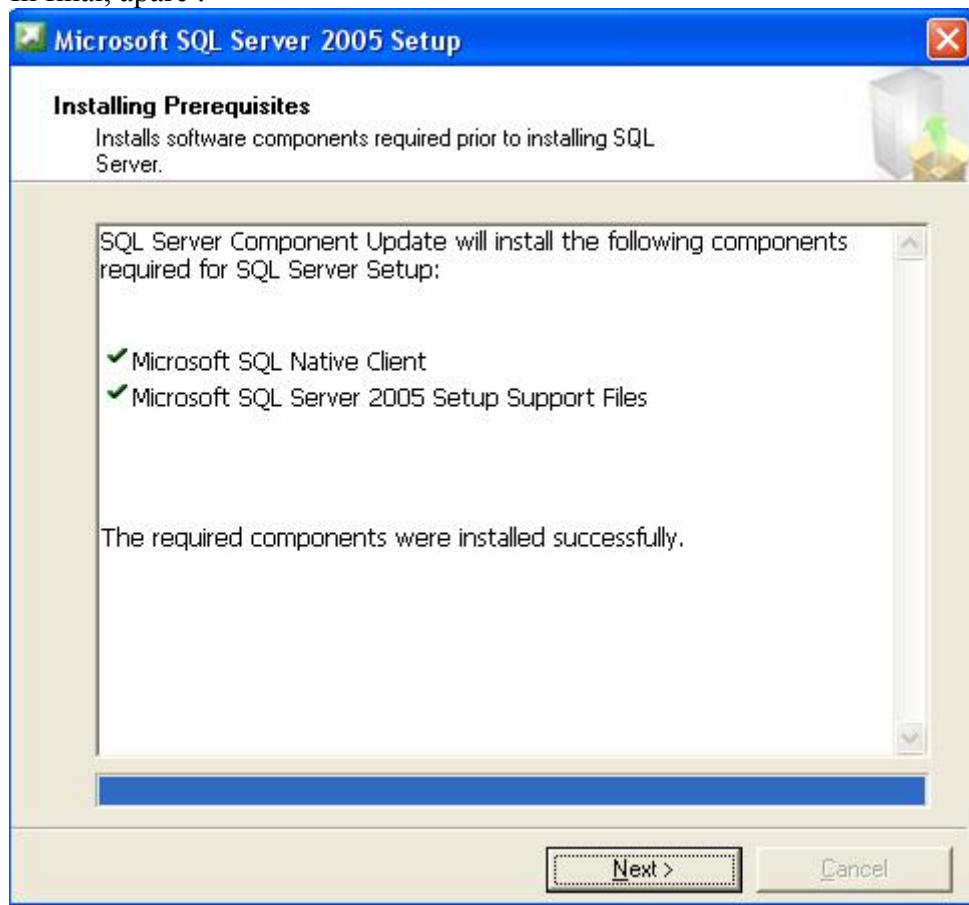 Microsoft SQL Server 2005 Setup
Installing Prerequisites
Installs software components required prior to installing SQL
Server.
SQL Server Component Update will install the following components
required for SQL Server Setup:
Microsoft SQL Native Client
Microsoft SQL Server 2005 Setup Support Files
The required components were installed successfully.
Next >
Cancel